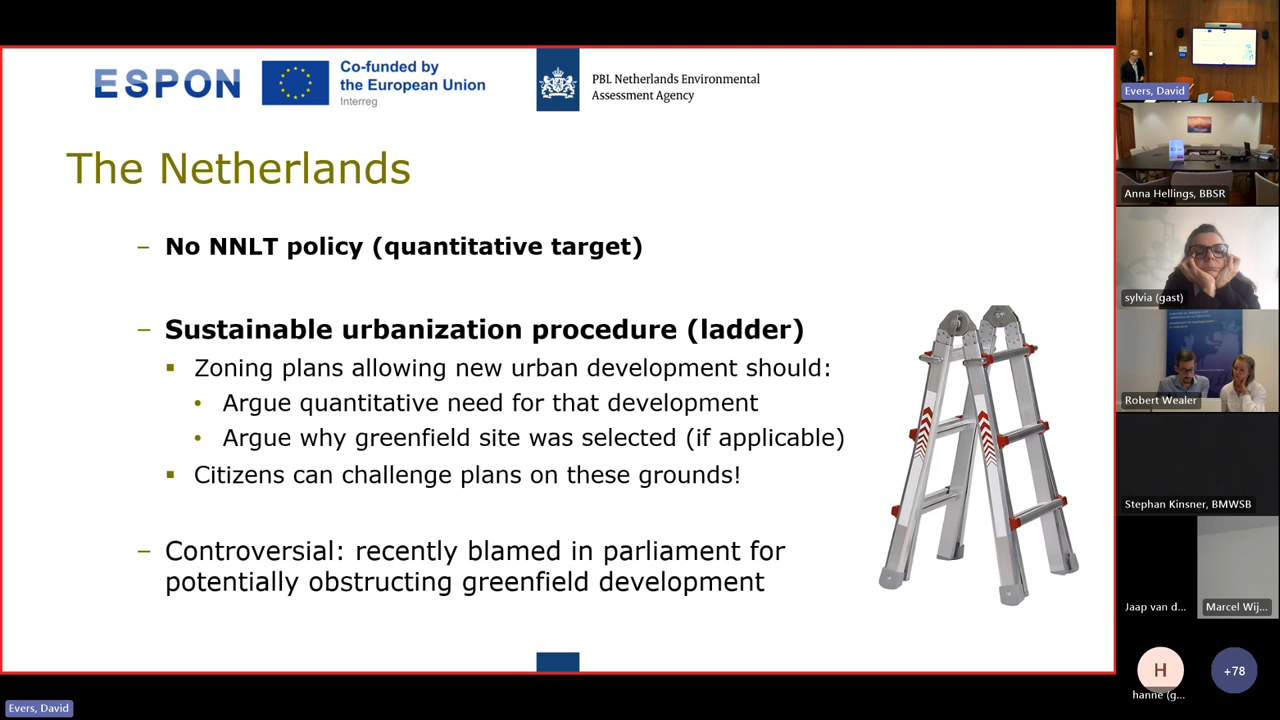 ESPON
Co-funded by
the European Union
Interreg
PBL Netherlands Environmental
Assessment Agency
The Netherlands
– No NNLT policy (quantitative target)
– Sustainable urbanization procedure (ladder)
▪ Zoning plans allowing new urban development should:
• Argue quantitative need for that development
• Argue why greenfield site was selected (if applicable)
▪ Citizens can challenge plans on these grounds!
– Controversial: recently blamed in parliament for
potentially obstructing greenfield development
Evers, David
Evers, David
Anna Hellings, BBSR
sylvia (gast)
Robert Wealer
Stephan Kinsner, BMWSB
Jaap van d...
Marcel Wij...
H
hanne (g...
+78